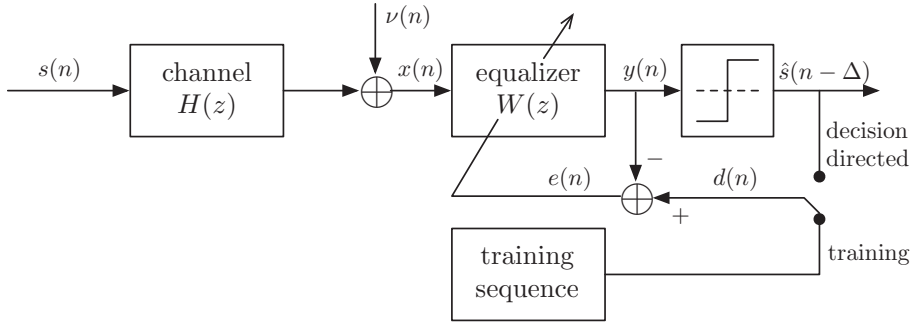 ν(n)
s(n)
channel
H(z)
x(n)
equalizer
W(z)
y(n)
ŝ(n − Δ)
decision
directed
−
e(n)
d(n)
+
training
sequence
training